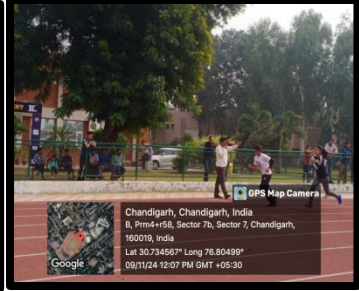 GPS Map Camera
Chandigarh, Chandigarh, India
B, Prm4+r58, Sector 7b, Sector 7, Chandigarh,
160019, India
Lat 30.734567° Long 76.80499°
09/11/24 12:07 PM GMT +05:30
Google